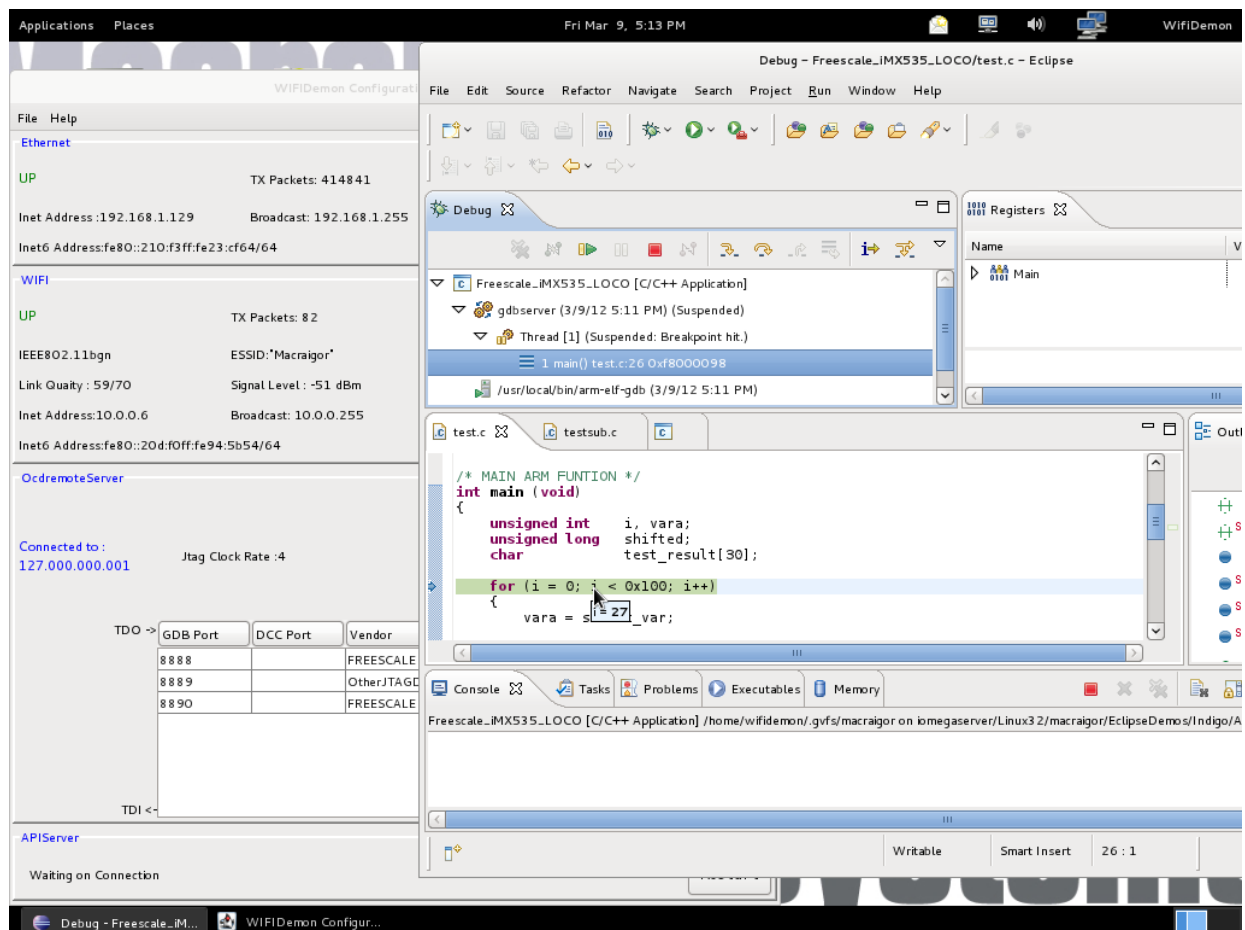 Applications Places Fri Mar 9, 5:13 PM WifiDemon
WIFIDemon Configurati
File Help
Ethernet
UP TX Packets: 414841
Inet Address :192.168.1.129 Broadcast: 192.168.1.255
Inet6 Address:fe80::210:f3ff:fe23:cf64/64
WIFI
UP TX Packets: 82
IEEE802.11bgn ESSID:"Macraigor"
Link Quaity : 59/70 Signal Level : -51 dBm
Inet Address:10.0.0.6 Broadcast: 10.0.0.255
Inet6 Address:fe80::20d:f0ff:fe94:5b54/64
OcdremoteServer
Connected to :
127.000.000.001 Jtag Clock Rate :4
TDO -> GDB Port DCC Port Vendor
8888 FREESCALE
8889 OtherJTAGD
8890 FREESCALE
TDI <-
APIServer
Waiting on Connection
Debug - Freescale_iMX535_LOCO/test.c - Eclipse
File Edit Source Refactor Navigate Search Project Run Window Help
Debug
Freescale_iMX535_LOCO [C/C++ Application]
gdbserver (3/9/12 5:11 PM) (Suspended)
Thread [1] (Suspended: Breakpoint hit.)
1 main() test.c:26 0xf8000098
/usr/local/bin/arm-elf-gdb (3/9/12 5:11 PM)
Registers
Name V
Main
test.c testsub.c
Outl
/* MAIN ARM FUNTION */
int main (void)
{
unsigned int i, vara;
unsigned long shifted;
char test_result[30];
for (i = 0; i < 0x100; i++)
{
i = 27
vara = s _var;
Console Tasks Problems Executables Memory
Freescale_iMX535_LOCO [C/C++ Application] /home/wifidemon/.gvfs/macraigor on iomegaserver/Linux32/macraigor/EclipseDemos/Indigo/A
Writable Smart Insert 26 : 1
Debug - Freescale_iM... WIFIDemon Configur...